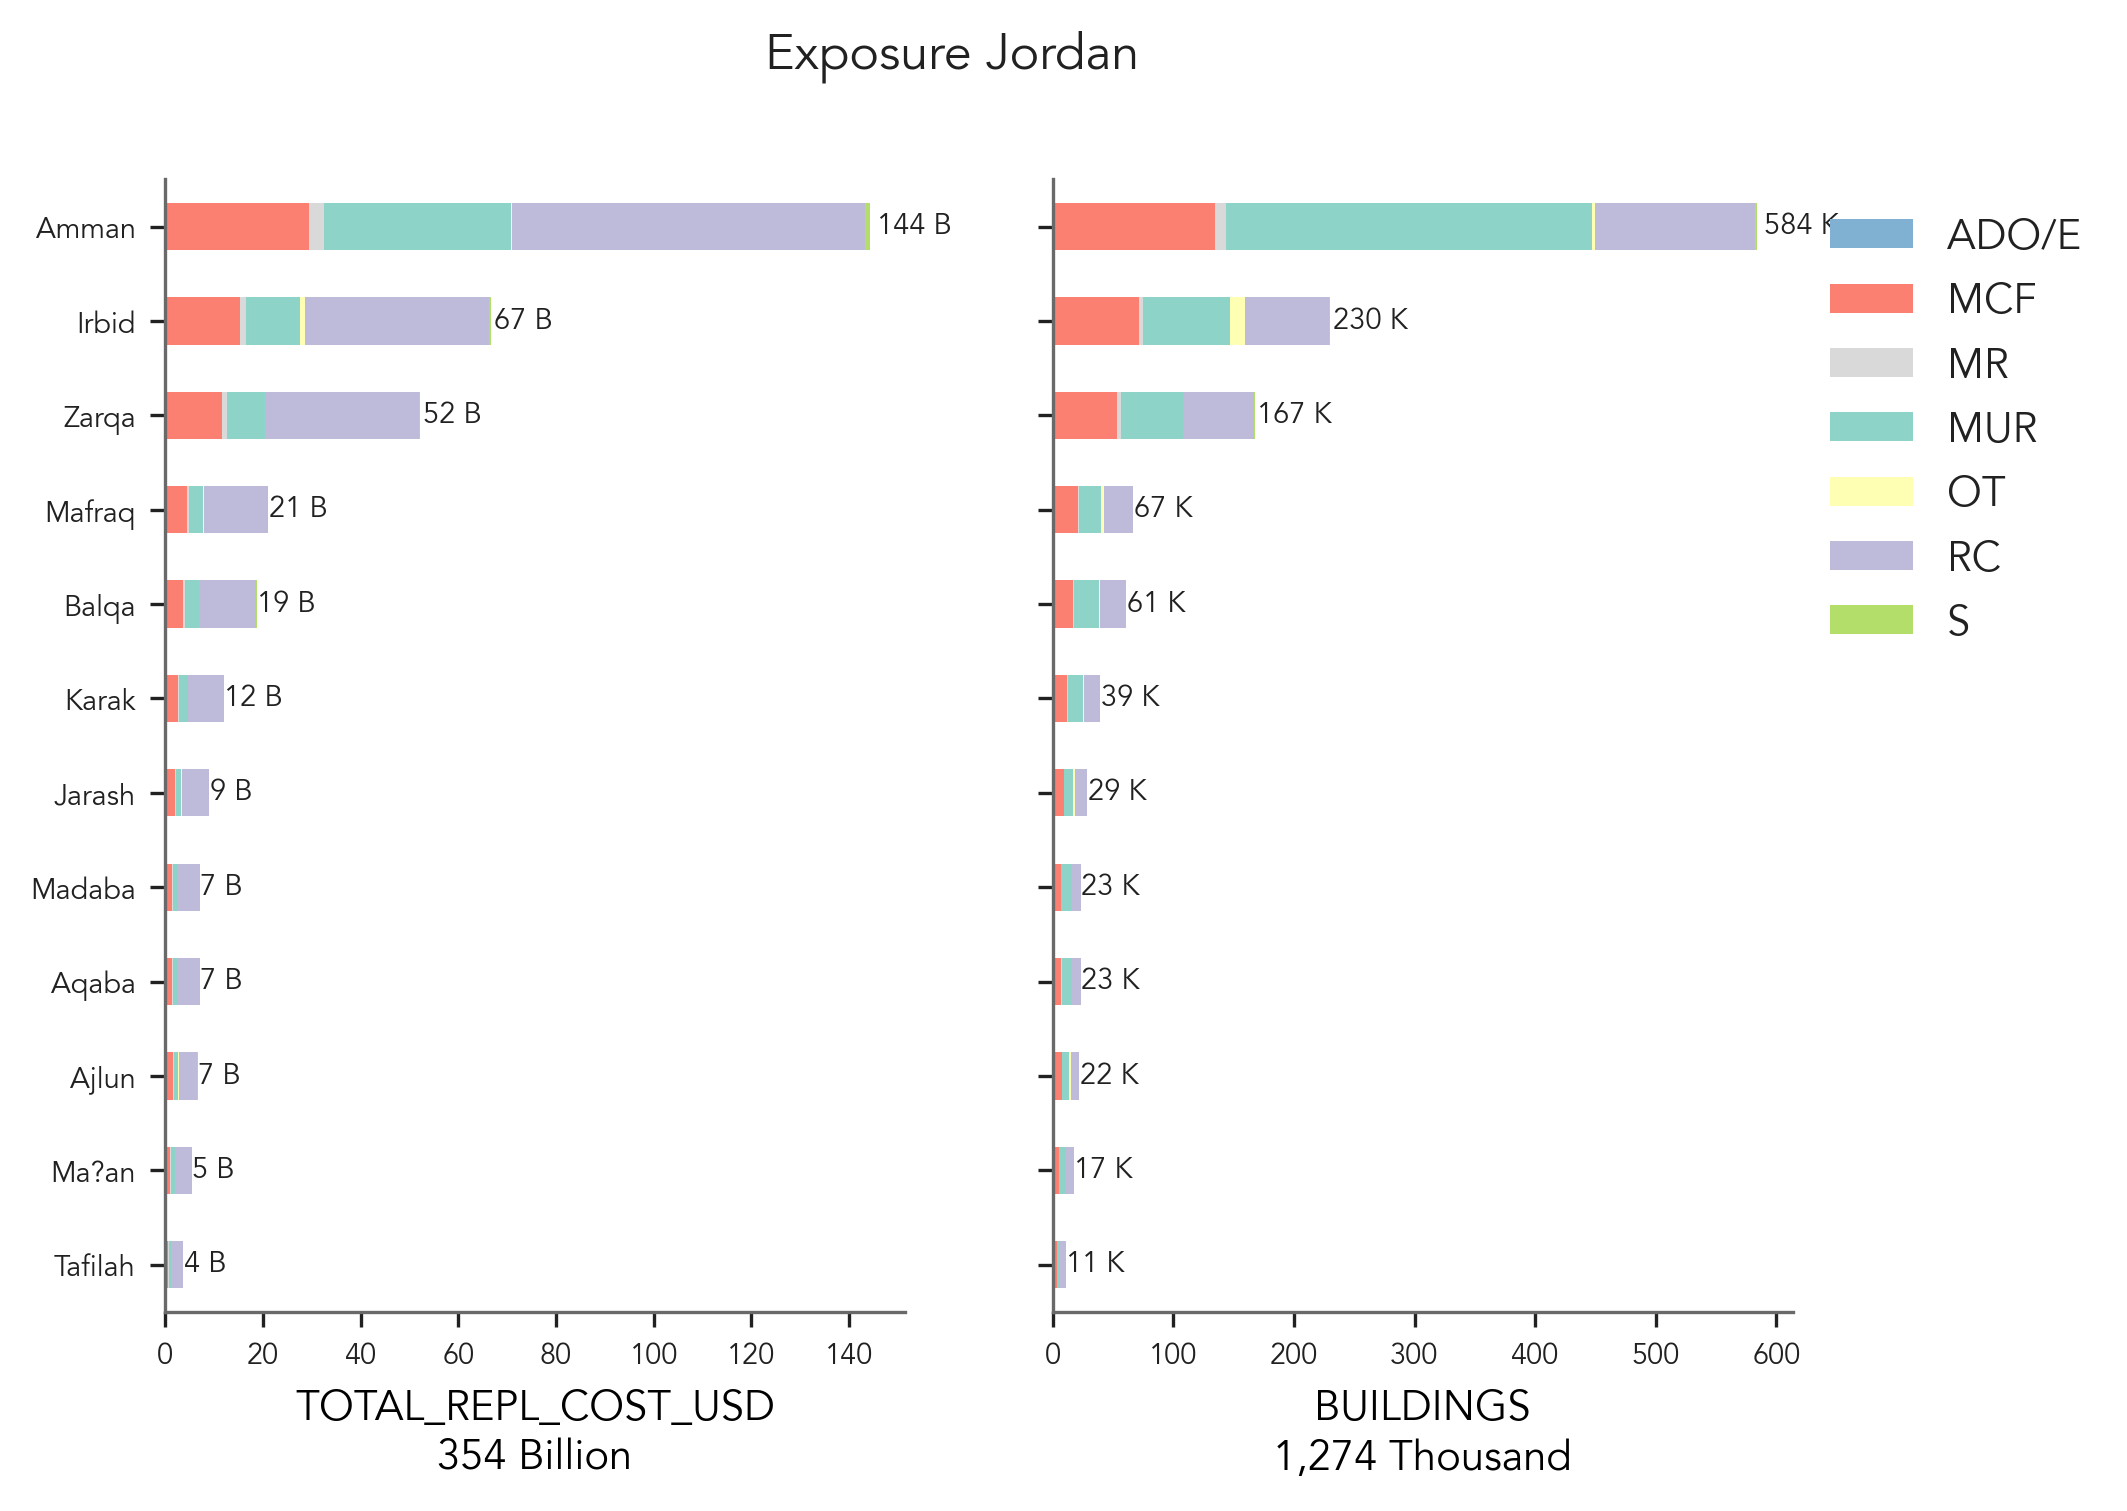 Exposure Jordan
Amman
Irbid
Zarqa
Mafraq
Balqa
Karak
Jarash
Madaba
Aqaba
Ajlun
Ma?an
Tafilah
144 B
67 B
52 B
21 B
19 B
12 B
9 B
7 B
7 B
7 B
5 B
4 B
0 20 40 60 80 100 120 140
TOTAL_REPL_COST_USD
354 Billion
584 K
230 K
167 K
67 K
61 K
39 K
29 K
23 K
23 K
22 K
17 K
11 K
0 100 200 300 400 500 600
BUILDINGS
1,274 Thousand
ADO/E
MCF
MR
MUR
OT
RC
S